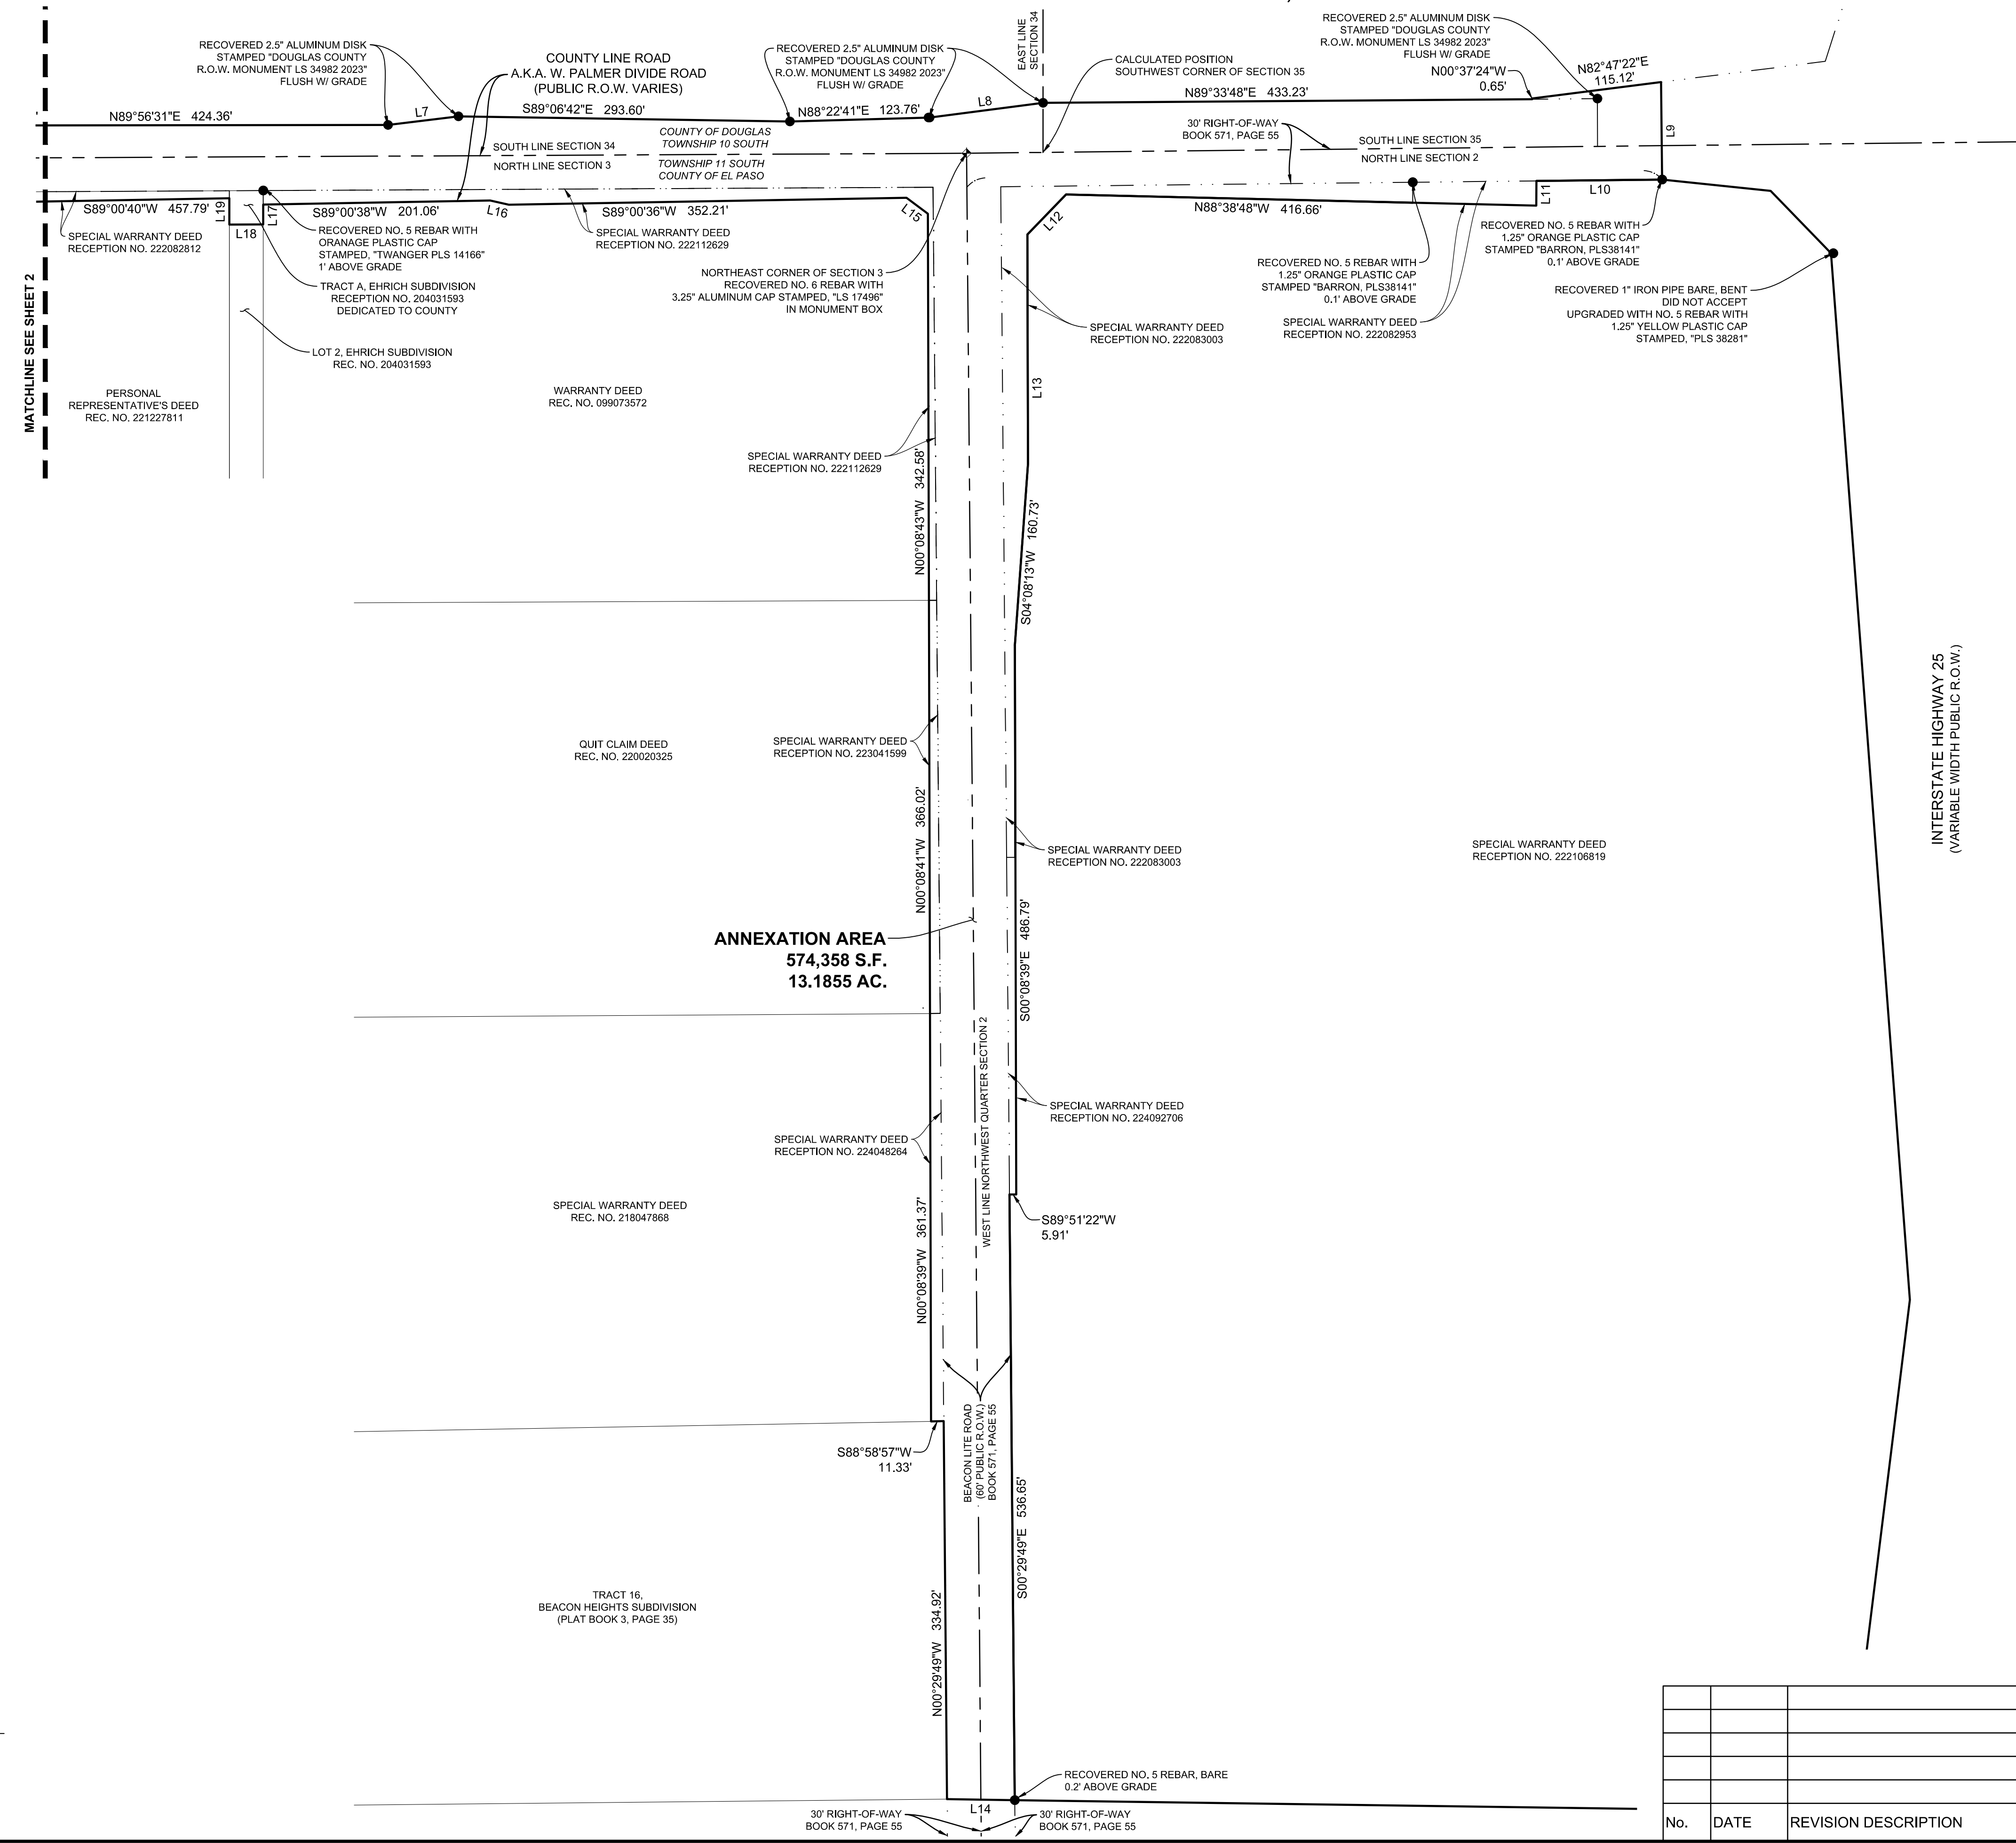 RECOVERED 2.5" ALUMINUM DISK
STAMPED "DOUGLAS COUNTY
R.O.W. MONUMENT LS 34982 2023"
FLUSH W/ GRADE
COUNTY LINE ROAD
A.K.A. W. PALMER DIVIDE ROAD
(PUBLIC R.O.W. VARIES)
RECOVERED 2.5" ALUMINUM DISK
STAMPED "DOUGLAS COUNTY
R.O.W. MONUMENT LS 34982 2023"
FLUSH W/ GRADE
EAST LINE
SECTION 34
CALCULATED POSITION
SOUTHWEST CORNER OF SECTION 35
RECOVERED 2.5" ALUMINUM DISK
STAMPED "DOUGLAS COUNTY
R.O.W. MONUMENT LS 34982 2023"
FLUSH W/ GRADE
N00°37'24"W
0.65'
N82°47'22"E
115.12'
N89°56'31"E 424.36'
L7
S89°06'42"E 293.60'
N88°22'41"E 123.76'
L8
N89°33'48"E 433.23'
L9
COUNTY OF DOUGLAS
TOWNSHIP 10 SOUTH
TOWNSHIP 11 SOUTH
COUNTY OF EL PASO
SOUTH LINE SECTION 34
NORTH LINE SECTION 3
30' RIGHT-OF-WAY
BOOK 571, PAGE 55
SOUTH LINE SECTION 35
NORTH LINE SECTION 2
S89°00'40"W 457.79'
L19
L18
L17
S89°00'38"W 201.06'
L16
S89°00'36"W 352.21'
L15
L12
N88°38'48"W 416.66'
L11
L10
SPECIAL WARRANTY DEED
RECEPTION NO. 222082812
RECOVERED NO. 5 REBAR WITH
ORANAGE PLASTIC CAP
STAMPED, "TWANGER PLS 14166"
1' ABOVE GRADE
SPECIAL WARRANTY DEED
RECEPTION NO. 222112629
NORTHEAST CORNER OF SECTION 3
RECOVERED NO. 6 REBAR WITH
3.25" ALUMINUM CAP STAMPED, "LS 17496"
IN MONUMENT BOX
RECOVERED NO. 5 REBAR WITH
1.25" ORANGE PLASTIC CAP
STAMPED "BARRON, PLS38141"
0.1' ABOVE GRADE
RECOVERED NO. 5 REBAR WITH
1.25" ORANGE PLASTIC CAP
STAMPED "BARRON, PLS38141"
0.1' ABOVE GRADE
RECOVERED 1" IRON PIPE BARE, BENT
DID NOT ACCEPT
UPGRADED WITH NO. 5 REBAR WITH
1.25" YELLOW PLASTIC CAP
STAMPED, "PLS 38281"
MATCHLINE SEE SHEET 2
TRACT A, EHRICH SUBDIVISION
RECEPTION NO. 204031593
DEDICATED TO COUNTY
LOT 2, EHRICH SUBDIVISION
REC. NO. 204031593
SPECIAL WARRANTY DEED
RECEPTION NO. 222083003
SPECIAL WARRANTY DEED
RECEPTION NO. 222082953
PERSONAL
REPRESENTATIVE'S DEED
REC. NO. 221227811
WARRANTY DEED
REC. NO. 099073572
L13
SPECIAL WARRANTY DEED
RECEPTION NO. 222112629
N00°08'43"W 342.58'
S04°08'13"W 160.73'
QUIT CLAIM DEED
REC. NO. 220020325
SPECIAL WARRANTY DEED
RECEPTION NO. 223041599
INTERSTATE HIGHWAY 25
(VARIABLE WIDTH PUBLIC R.O.W.)
N00°08'41"W 366.02'
SPECIAL WARRANTY DEED
RECEPTION NO. 222083003
SPECIAL WARRANTY DEED
RECEPTION NO. 222106819
ANNEXATION AREA
574,358 S.F.
13.1855 AC.
S00°08'39"E 486.79'
WEST LINE NORTHWEST QUARTER SECTION 2
SPECIAL WARRANTY DEED
RECEPTION NO. 224092706
SPECIAL WARRANTY DEED
RECEPTION NO. 224048264
SPECIAL WARRANTY DEED
REC. NO. 218047868
S89°51'22"W
5.91'
N00°08'39"W 361.37'
S88°58'57"W
11.33'
BEACON LITE ROAD
(60' PUBLIC R.O.W.)
BOOK 571, PAGE 55
S00°29'49"E 536.65'
TRACT 16,
BEACON HEIGHTS SUBDIVISION
(PLAT BOOK 3, PAGE 35)
N00°29'49"W 334.92'
RECOVERED NO. 5 REBAR, BARE
0.2' ABOVE GRADE
L14
30' RIGHT-OF-WAY
BOOK 571, PAGE 55
30' RIGHT-OF-WAY
BOOK 571, PAGE 55
No. DATE REVISION DESCRIPTION